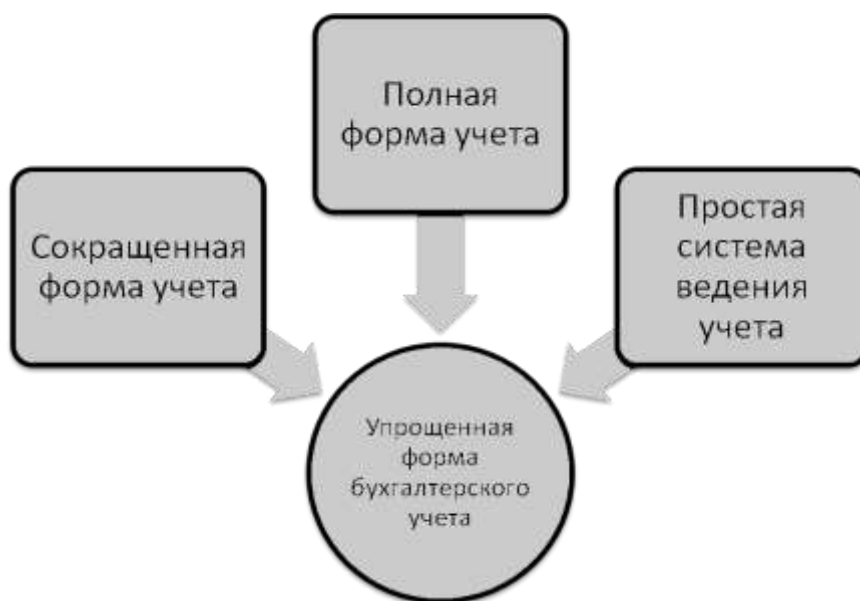 Полная
форма учета
Сокращенная
форма учета
Простая
система
ведения
учета
Упрощенная
форма
бухгалтерского
учета